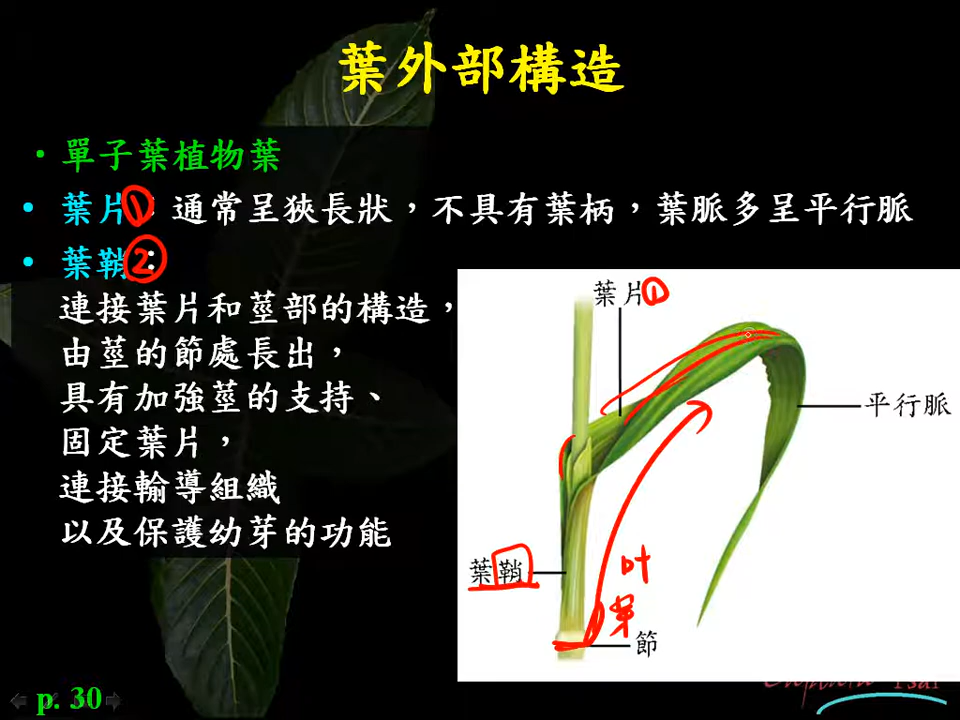 葉外部構造
•單子葉植物葉
• 葉片①：通常呈狹長狀，不具有葉柄，葉脈多呈平行脈
• 葉鞘②：
連接葉片和莖部的構造，
由莖的節處長出，
具有加強莖的支持、
固定葉片，
連接輸導組織
以及保護幼芽的功能
葉片①
平行脈
葉鞘
叶
芽
節
p. 30
Tsai